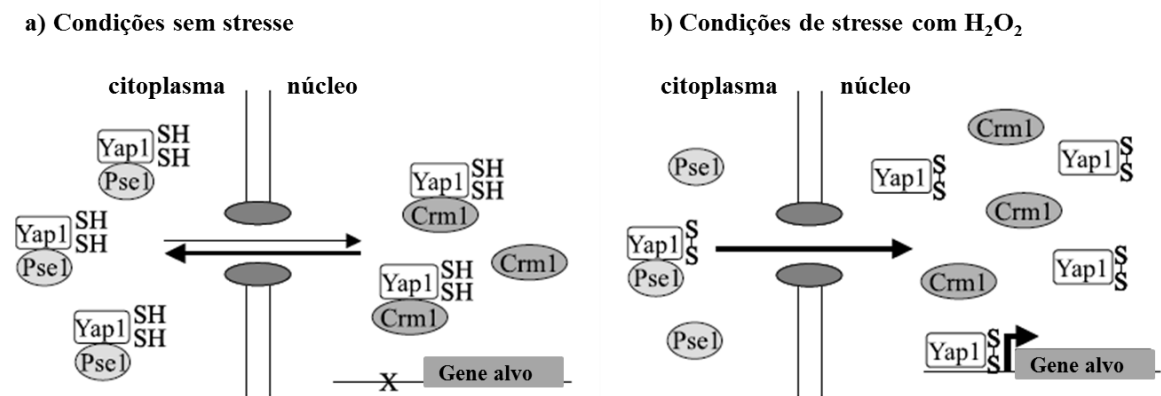 a) Condições sem stresse
citoplasma núcleo
Yap1 SH
SH
Pse1
Yap1 SH
SH
Pse1
Yap1 SH
SH
Pse1
Yap1 SH
SH
Crm1
Crm1
Yap1 SH
SH
Crm1
X
Gene alvo
b) Condições de stresse com H₂O₂
citoplasma núcleo
Pse1
Yap1 S
S
Pse1
Pse1
Crm1
Yap1 S
S
Yap1 S
S
Crm1
Yap1 S
S
Crm1
Yap1 S
S
Gene alvo